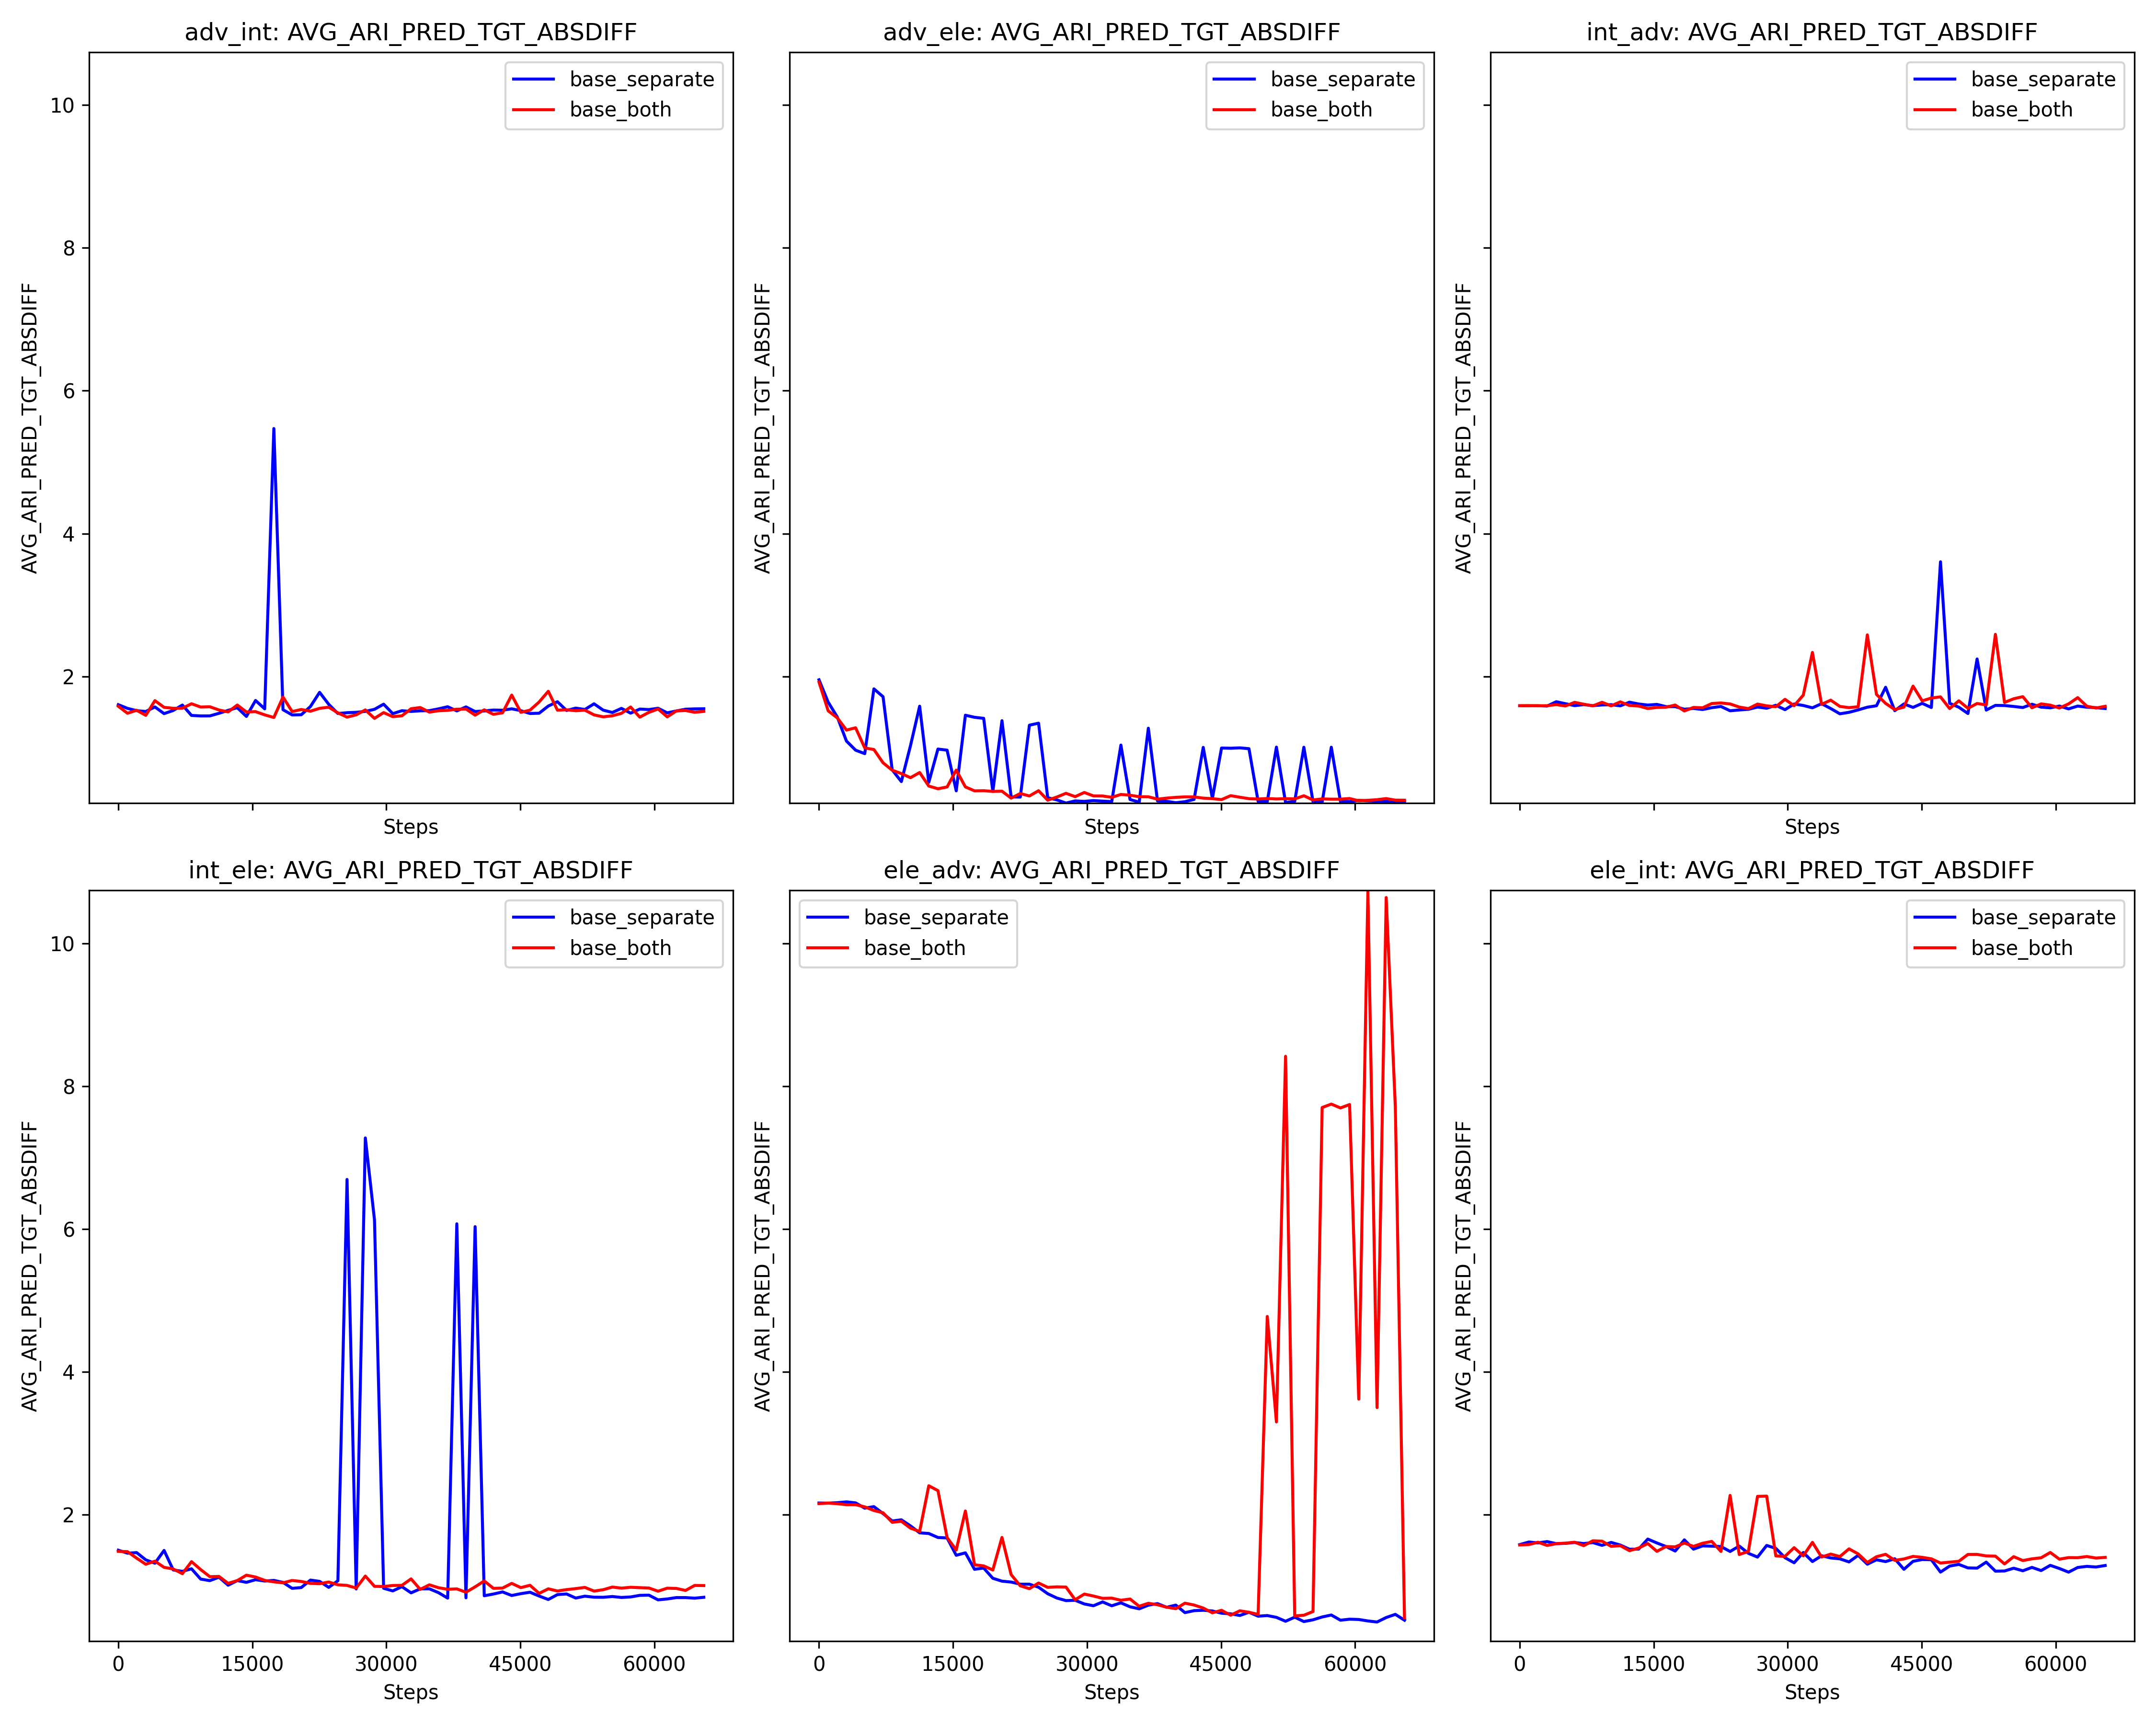 adv_int: AVG_ARI_PRED_TGT_ABSDIFF
adv_ele: AVG_ARI_PRED_TGT_ABSDIFF
int_adv: AVG_ARI_PRED_TGT_ABSDIFF
AVG_ARI_PRED_TGT_ABSDIFF
10
8
6
4
2
base_separate
base_both
Steps
AVG_ARI_PRED_TGT_ABSDIFF
base_separate
base_both
Steps
AVG_ARI_PRED_TGT_ABSDIFF
base_separate
base_both
Steps
int_ele: AVG_ARI_PRED_TGT_ABSDIFF
ele_adv: AVG_ARI_PRED_TGT_ABSDIFF
ele_int: AVG_ARI_PRED_TGT_ABSDIFF
AVG_ARI_PRED_TGT_ABSDIFF
10
8
6
4
2
base_separate
base_both
0 15000 30000 45000 60000
Steps
AVG_ARI_PRED_TGT_ABSDIFF
base_separate
base_both
0 15000 30000 45000 60000
Steps
AVG_ARI_PRED_TGT_ABSDIFF
base_separate
base_both
0 15000 30000 45000 60000
Steps